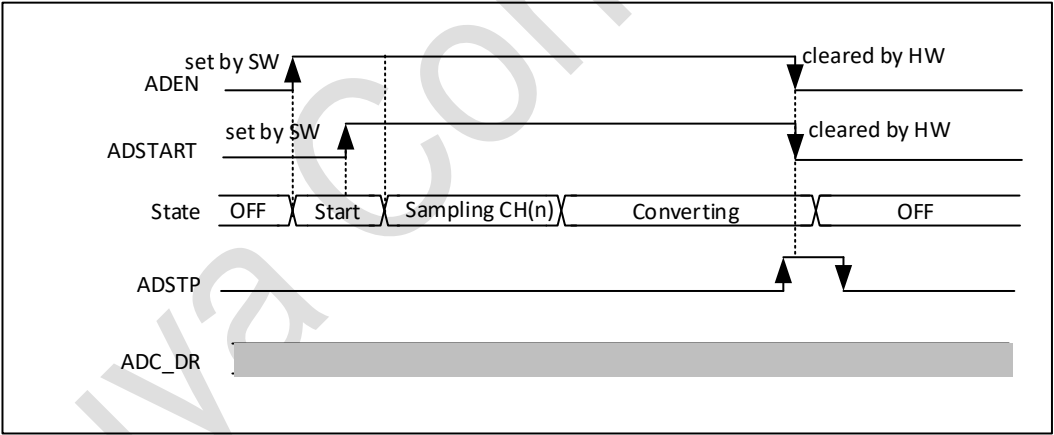 set by SW
cleared by HW
ADEN
set by SW
cleared by HW
ADSTART
State OFF Start Sampling CH(n) Converting OFF
ADSTP
ADC_DR